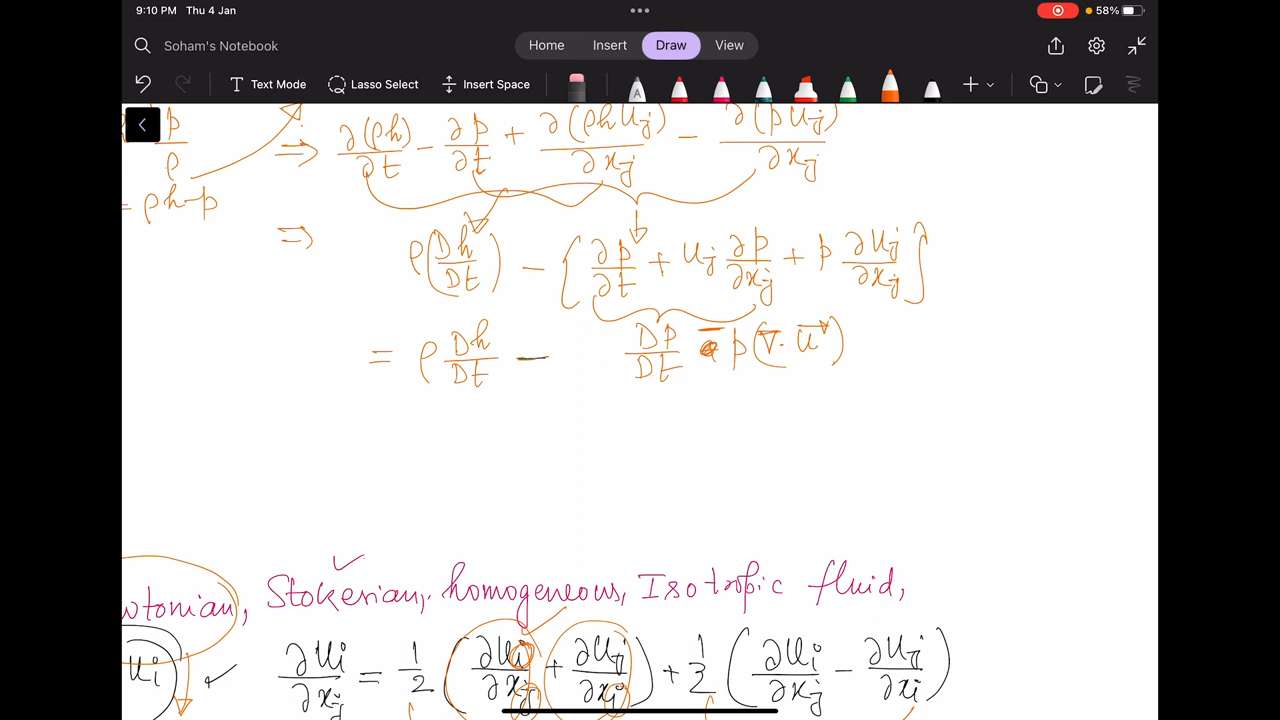 9:10 PM Thu 4 Jan
58%
Soham's Notebook
Home Insert Draw View
Text Mode Lasso Select Insert Space
p/ρ ⇒ ∂(ρh)/∂t − ∂p/∂t + ∂(ρhu_j)/∂x_j − ∂(pu_j)/∂x_j
= ρh-p
⇒ ρ(Dh/Dt) − [∂p/∂t + u_j ∂p/∂x_j + p ∂u_j/∂x_j]
= ρ Dh/Dt − Dp/Dt − p(∇⃗·u⃗)
wtonian, Stokesian, homogeneous, Isotropic fluid,
u_i) ✓ ∂u_i/∂x_j = 1/2 (∂u_i/∂x_j + ∂u_j/∂x_i) + 1/2 (∂u_i/∂x_j − ∂u_j/∂x_i)